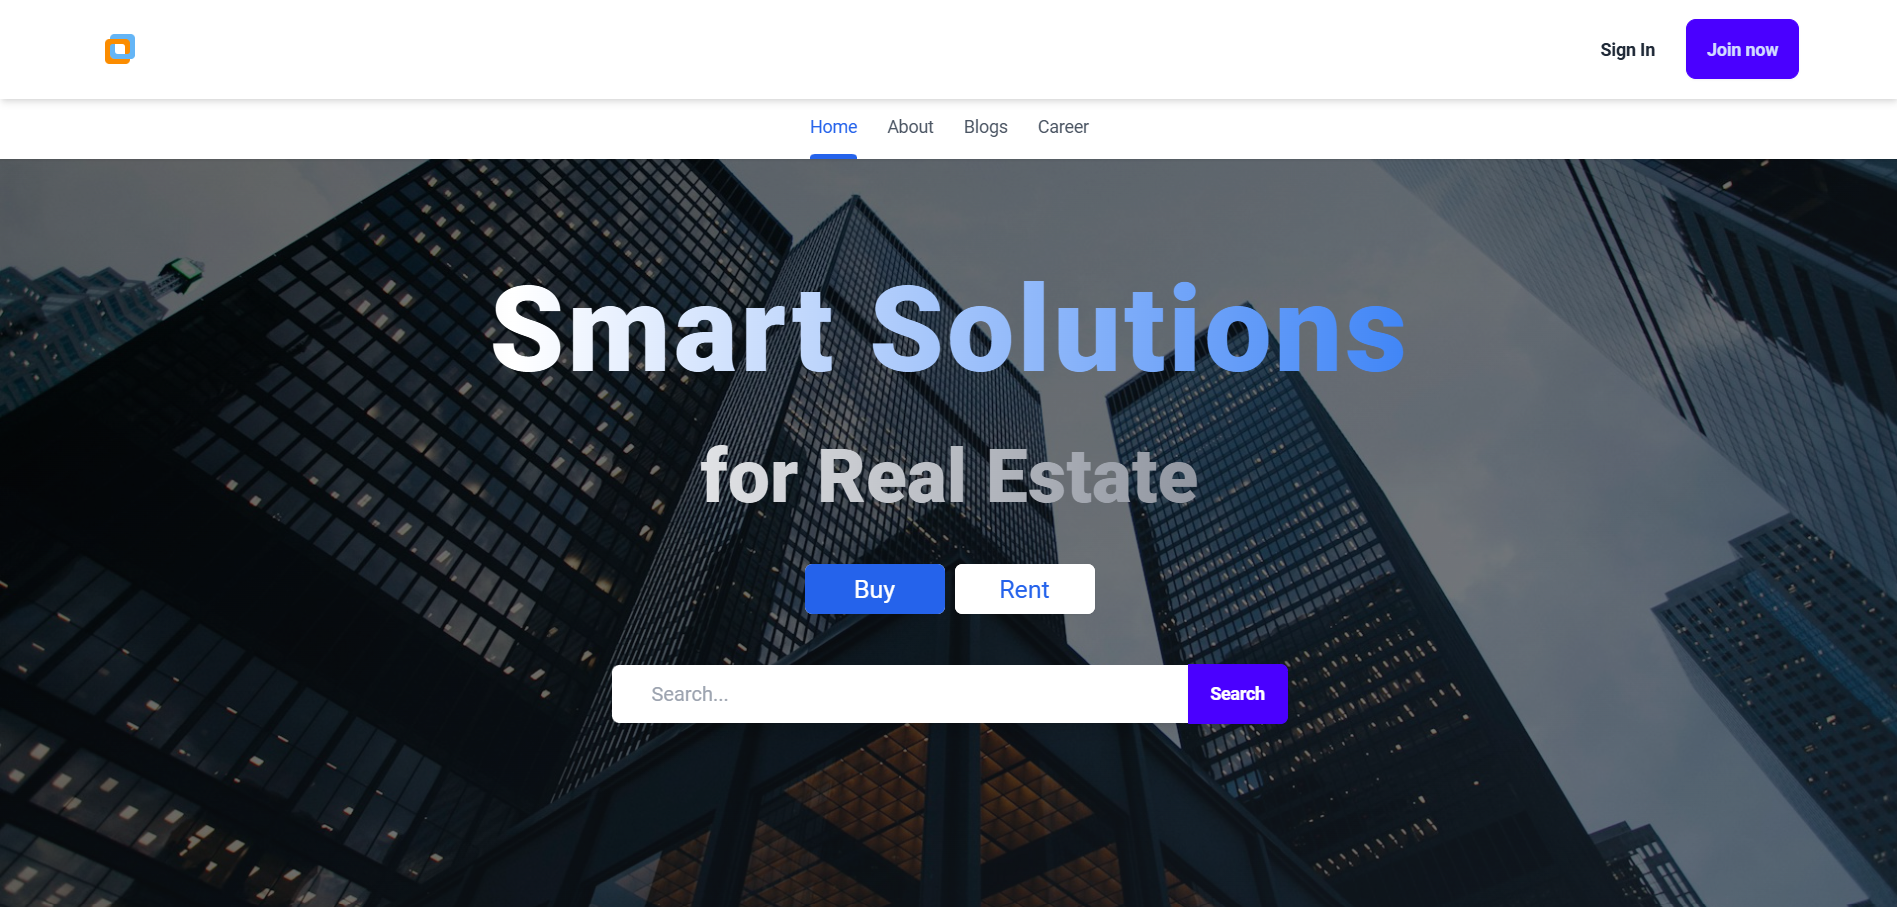 Sign In
Join now
Home About Blogs Career
Smart Solutions
for Real Estate
Buy
Rent
Search...
Search